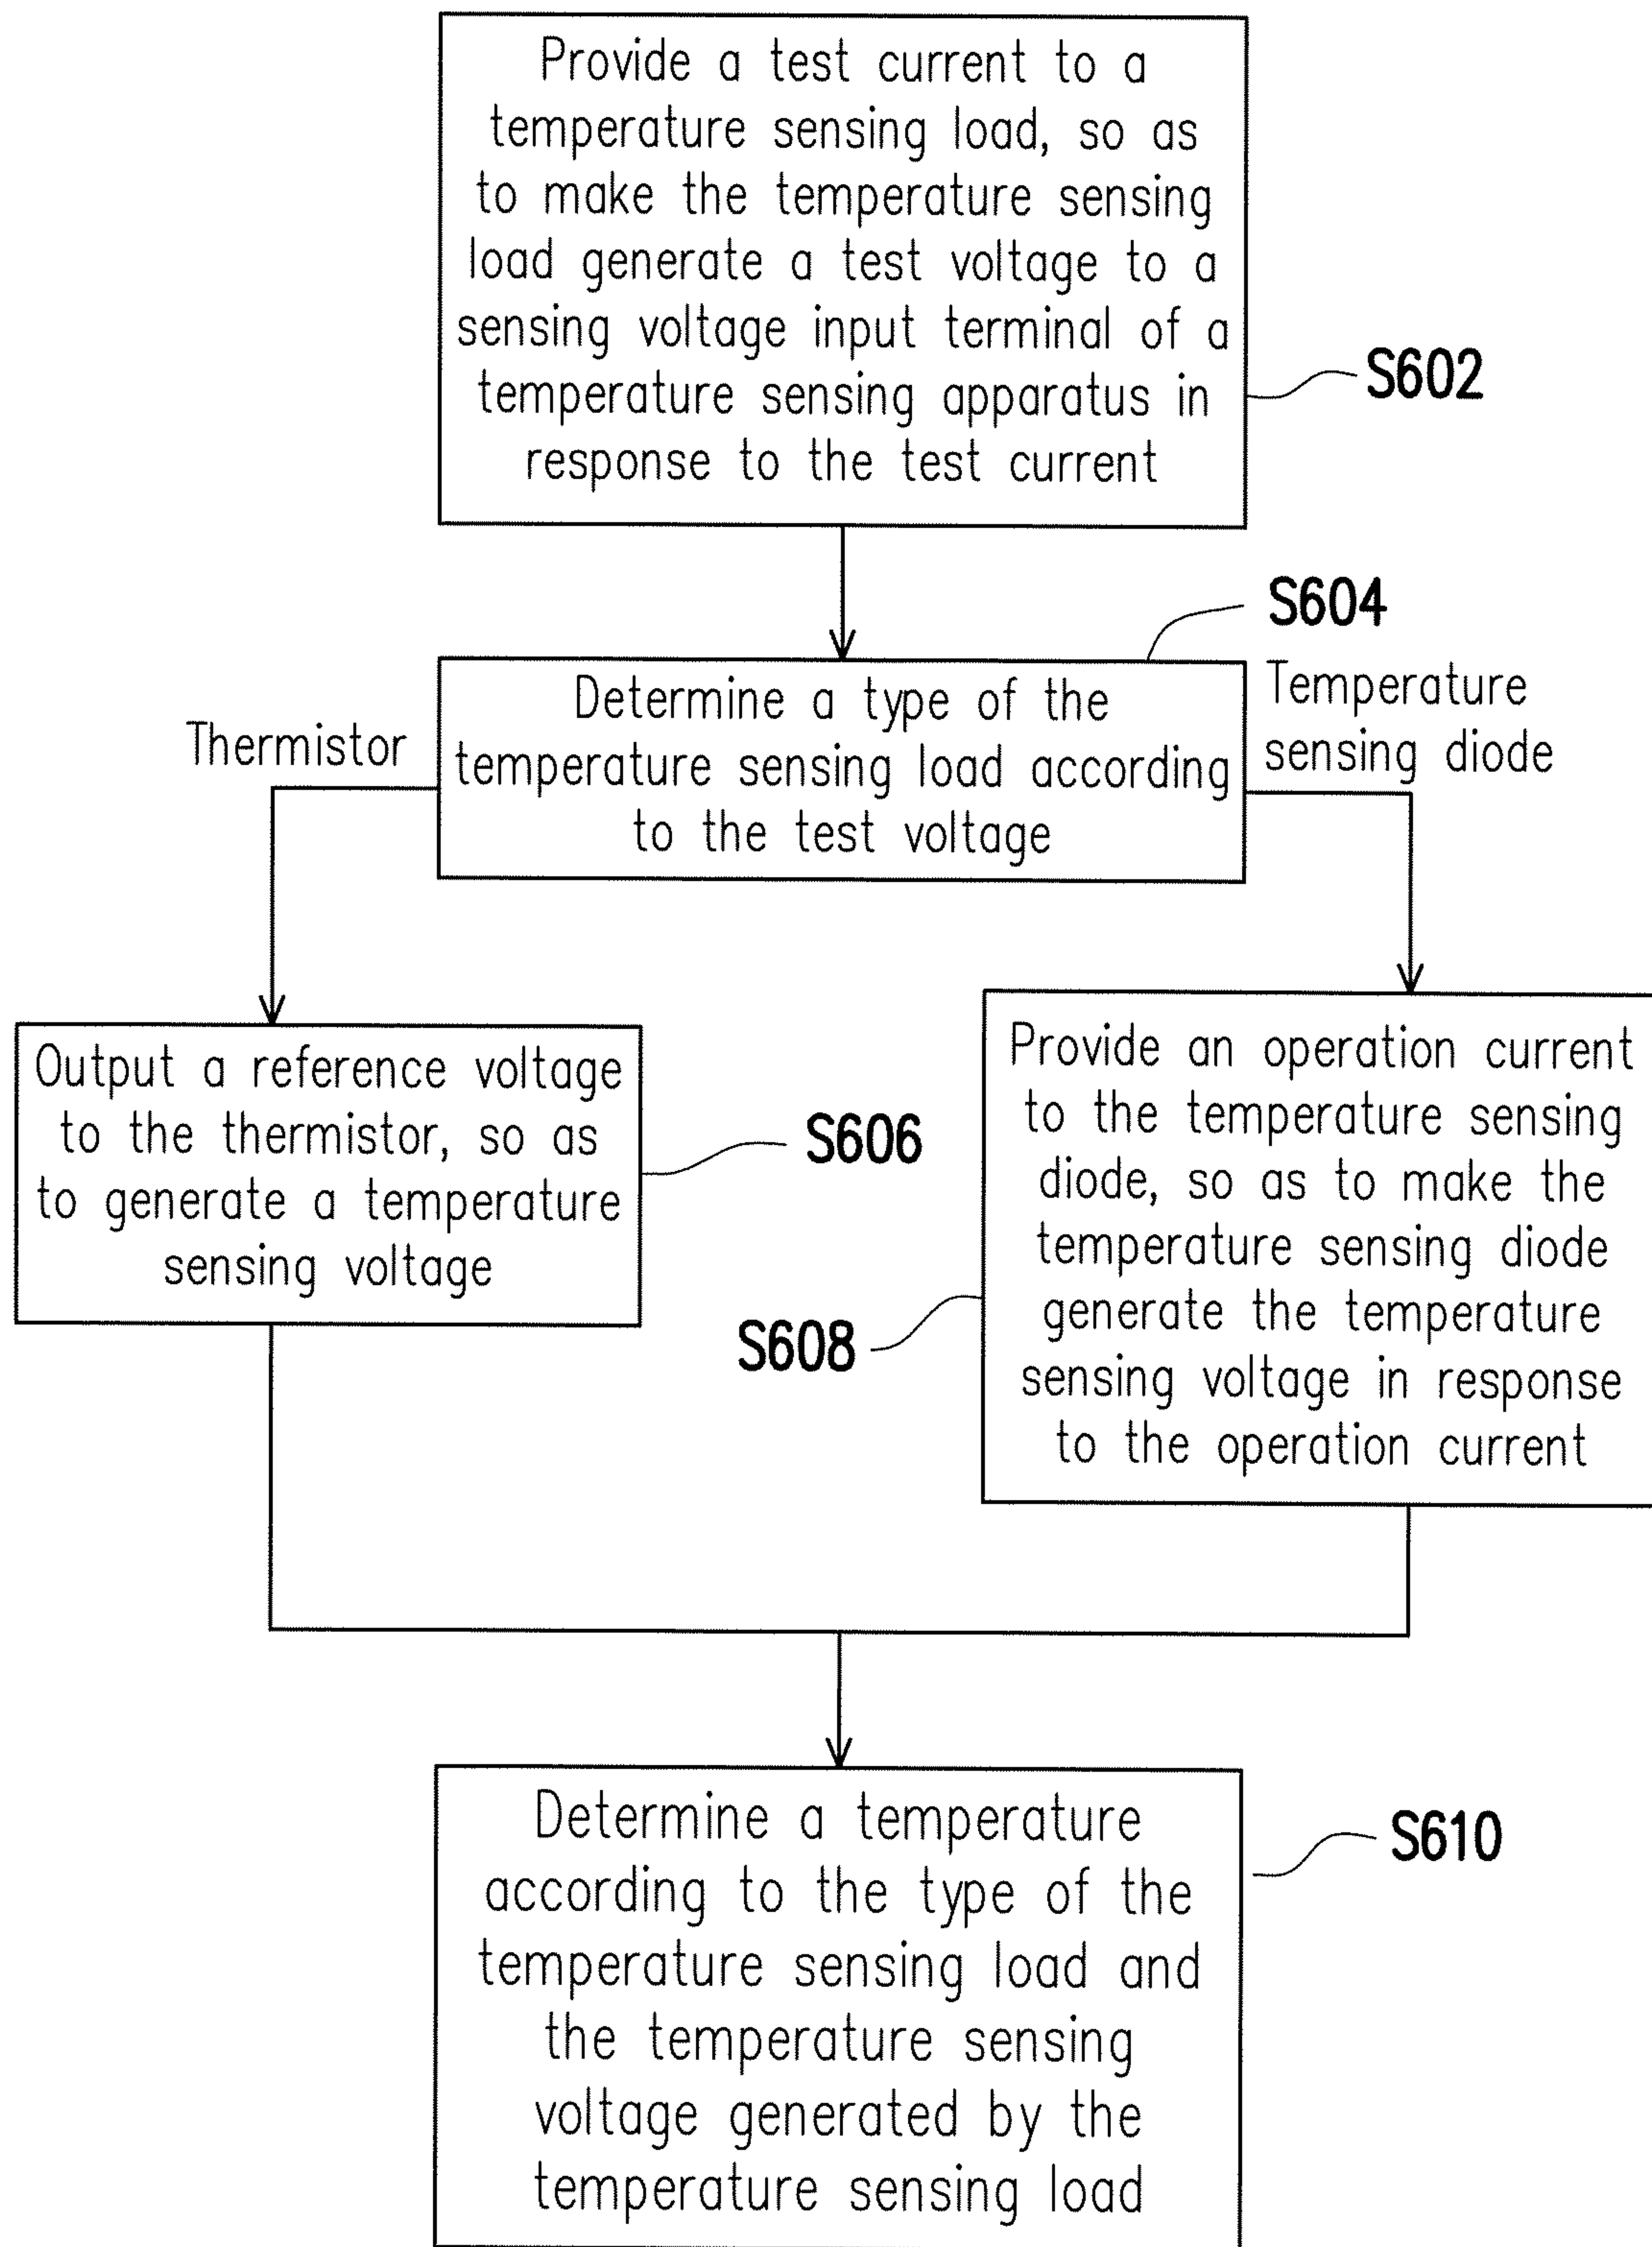 Provide a test current to a
temperature sensing load, so as
to make the temperature sensing
load generate a test voltage to a
sensing voltage input terminal of a
temperature sensing apparatus in
response to the test current
S602
S604
Determine a type of the
temperature sensing load according
to the test voltage
Thermistor
Temperature
sensing diode
Output a reference voltage
to the thermistor, so as
to generate a temperature
sensing voltage
S606
Provide an operation current
to the temperature sensing
diode, so as to make the
temperature sensing diode
generate the temperature
sensing voltage in response
to the operation current
S608
Determine a temperature
according to the type of the
temperature sensing load and
the temperature sensing
voltage generated by the
temperature sensing load
S610